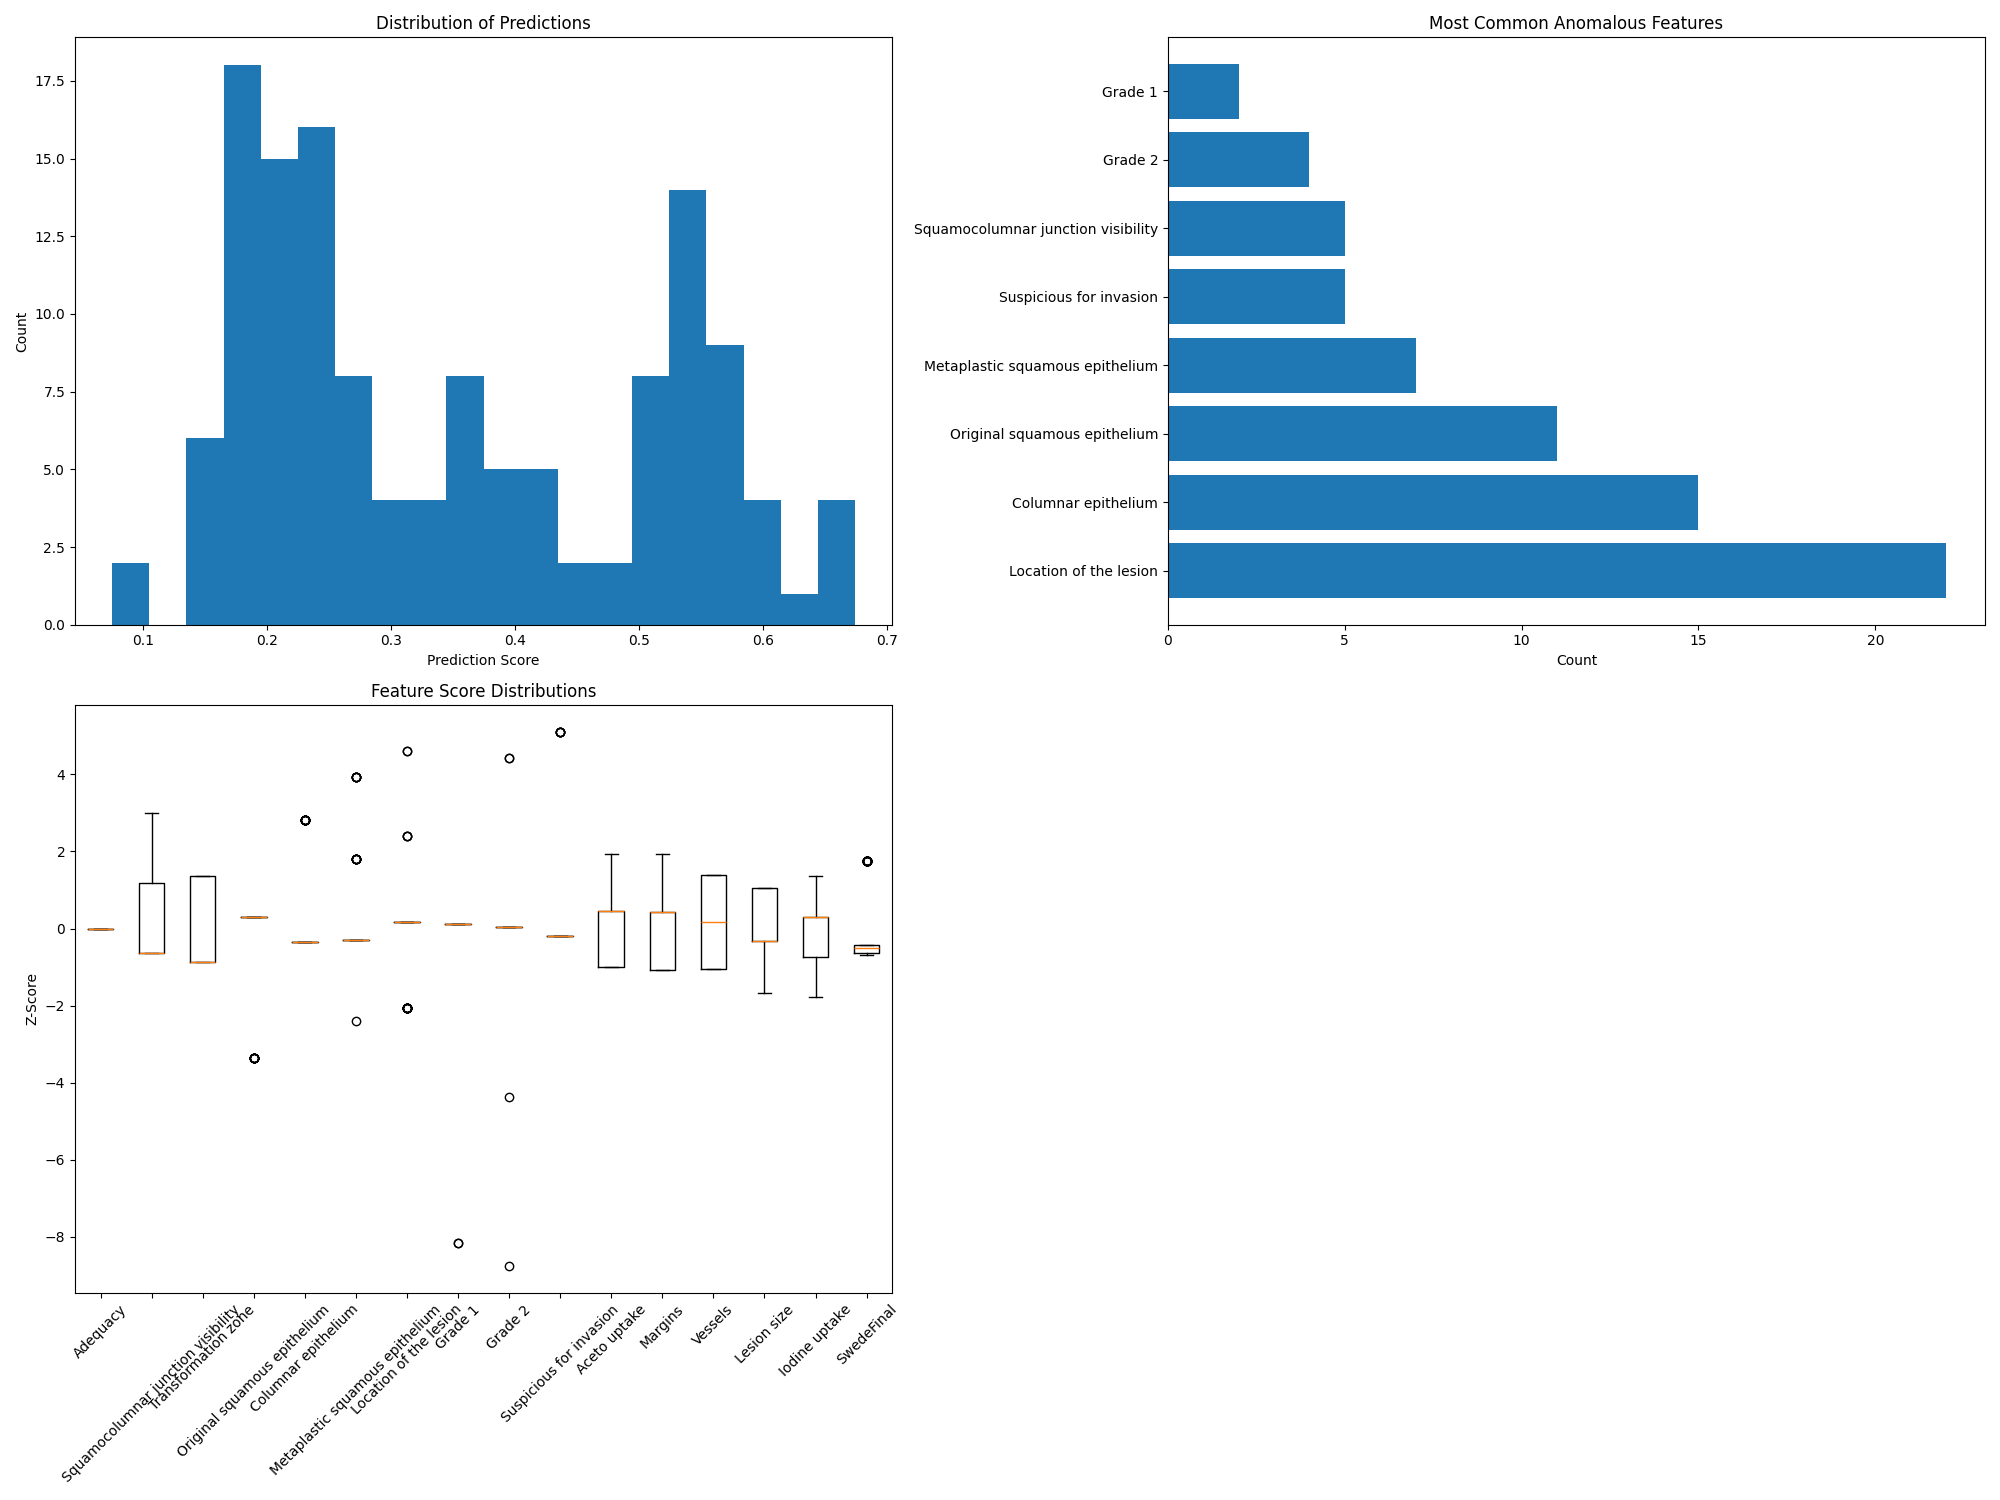 Distribution of Predictions
Count
17.5
15.0
12.5
10.0
7.5
5.0
2.5
0.0
0.1
0.2
0.3
0.4
0.5
0.6
0.7
Prediction Score
Most Common Anomalous Features
Grade 1
Grade 2
Squamocolumnar junction visibility
Suspicious for invasion
Metaplastic squamous epithelium
Original squamous epithelium
Columnar epithelium
Location of the lesion
0
5
10
15
20
Count
Feature Score Distributions
Z-Score
4
2
0
−2
−4
−6
−8
Adequacy
Squamocolumnar junction visibility
Transformation zone
Original squamous epithelium
Columnar epithelium
Metaplastic squamous epithelium
Location of the lesion
Grade 1
Grade 2
Suspicious for invasion
Aceto uptake
Margins
Vessels
Lesion size
Iodine uptake
SwedeFinal